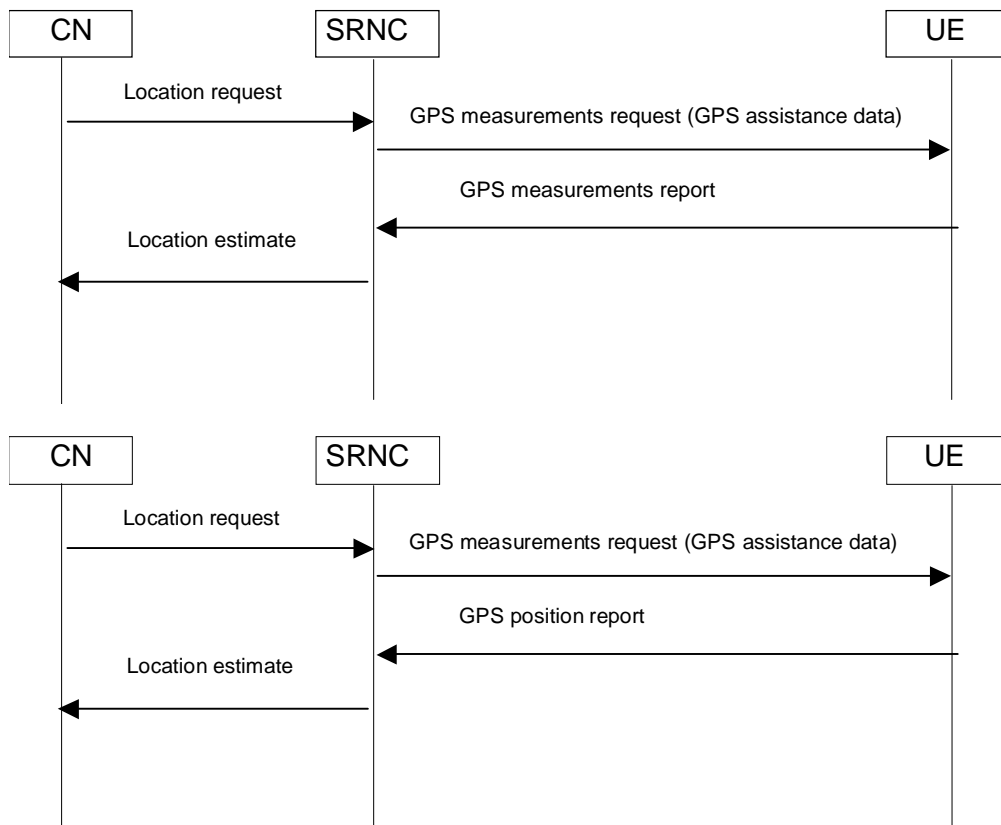 CN
SRNC
UE
Location request
GPS measurements request (GPS assistance data)
GPS measurements report
Location estimate
CN
SRNC
UE
Location request
GPS measurements request (GPS assistance data)
GPS position report
Location estimate